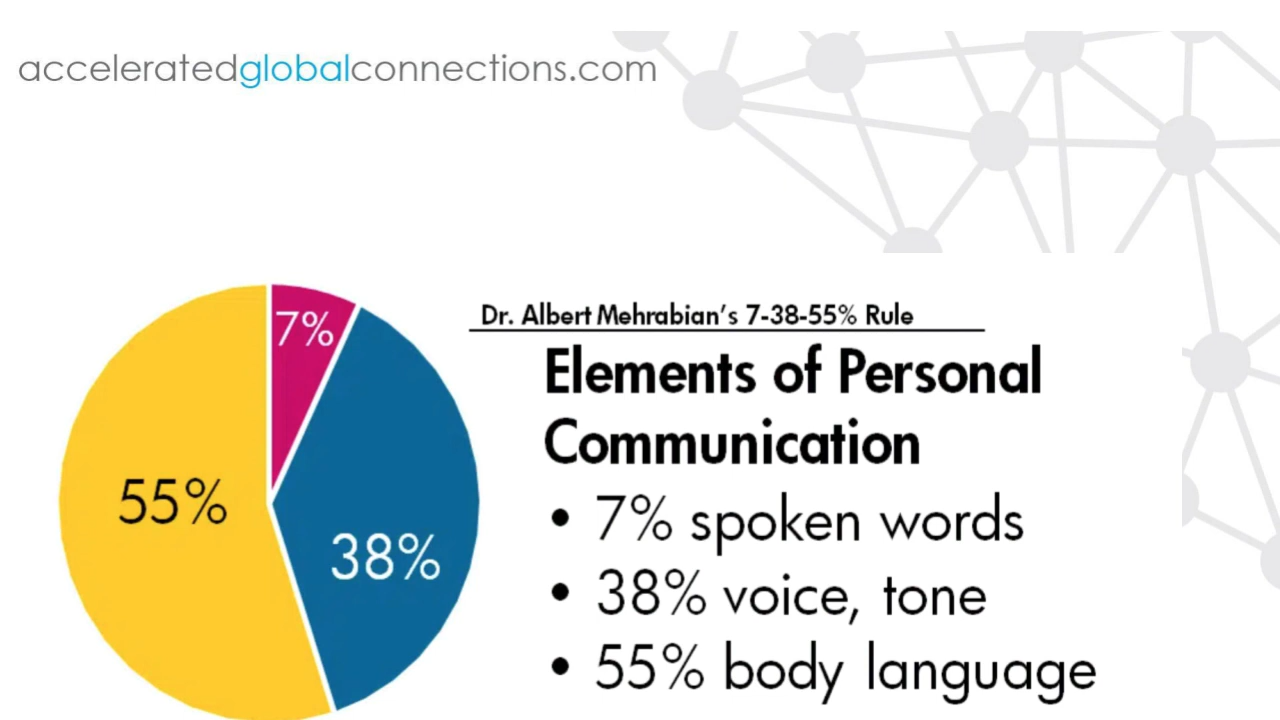 acceleratedglobalconnections.com
Dr. Albert Mehrabian's 7-38-55% Rule
Elements of Personal
Communication
• 7% spoken words
• 38% voice, tone
• 55% body language
7%
55%
38%